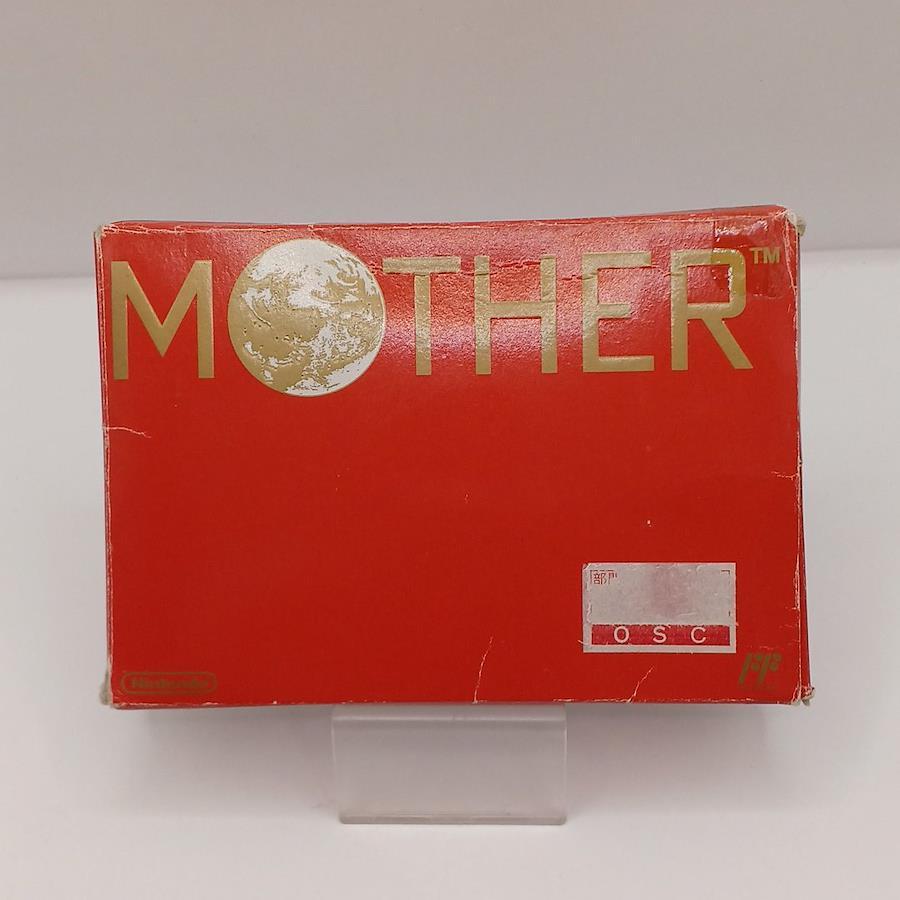 MOTHER™
部門
OSC
Nintendo